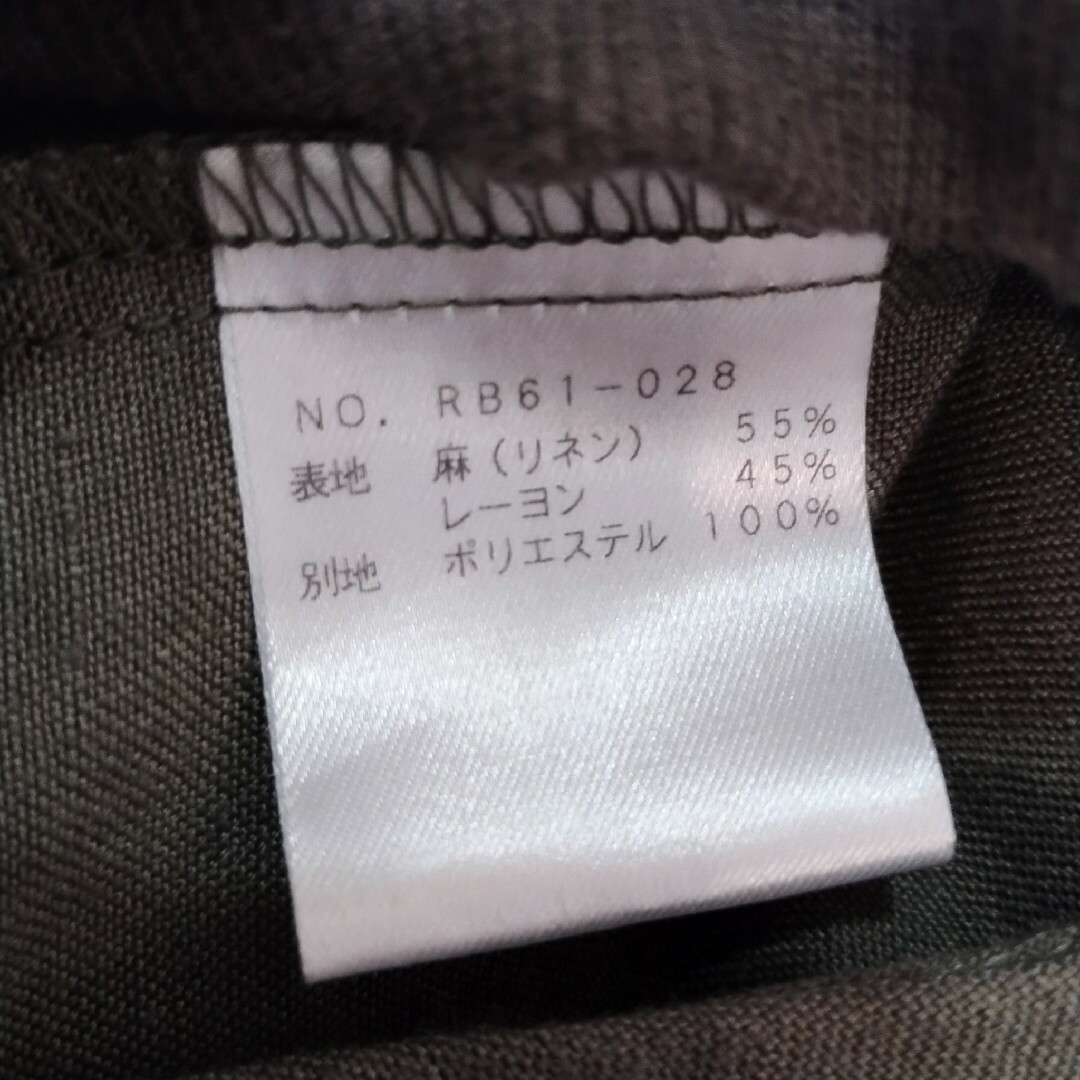 NO. RB61-028
表地 麻(リネン) 55%
レーヨン 45%
別地 ポリエステル 100%